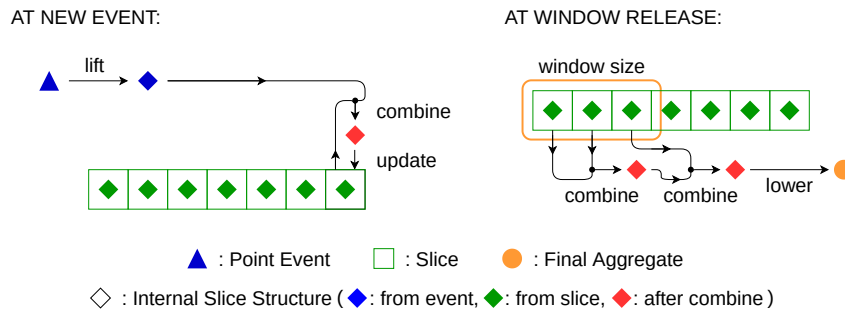 AT NEW EVENT:
AT WINDOW RELEASE:
lift
window size
combine
update
combine
combine
lower
: Point Event
: Slice
: Final Aggregate
: Internal Slice Structure ( : from event, : from slice, : after combine )